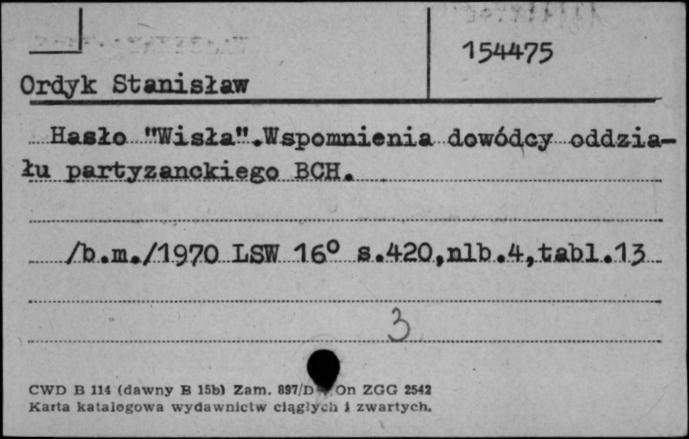 154475
Ordyk Stanisław
Hasło "Wisła".Wspomnienia dowódcy oddzia-
łu partyzanckiego BCH.
/b.m./1970 LSW 16° s.420,nlb.4,tabl.13
3
CWD B 114 (dawny B 15b) Zam. 897/D On ZGG 2542
Karta katalogowa wydawnictw ciągłych i zwartych.